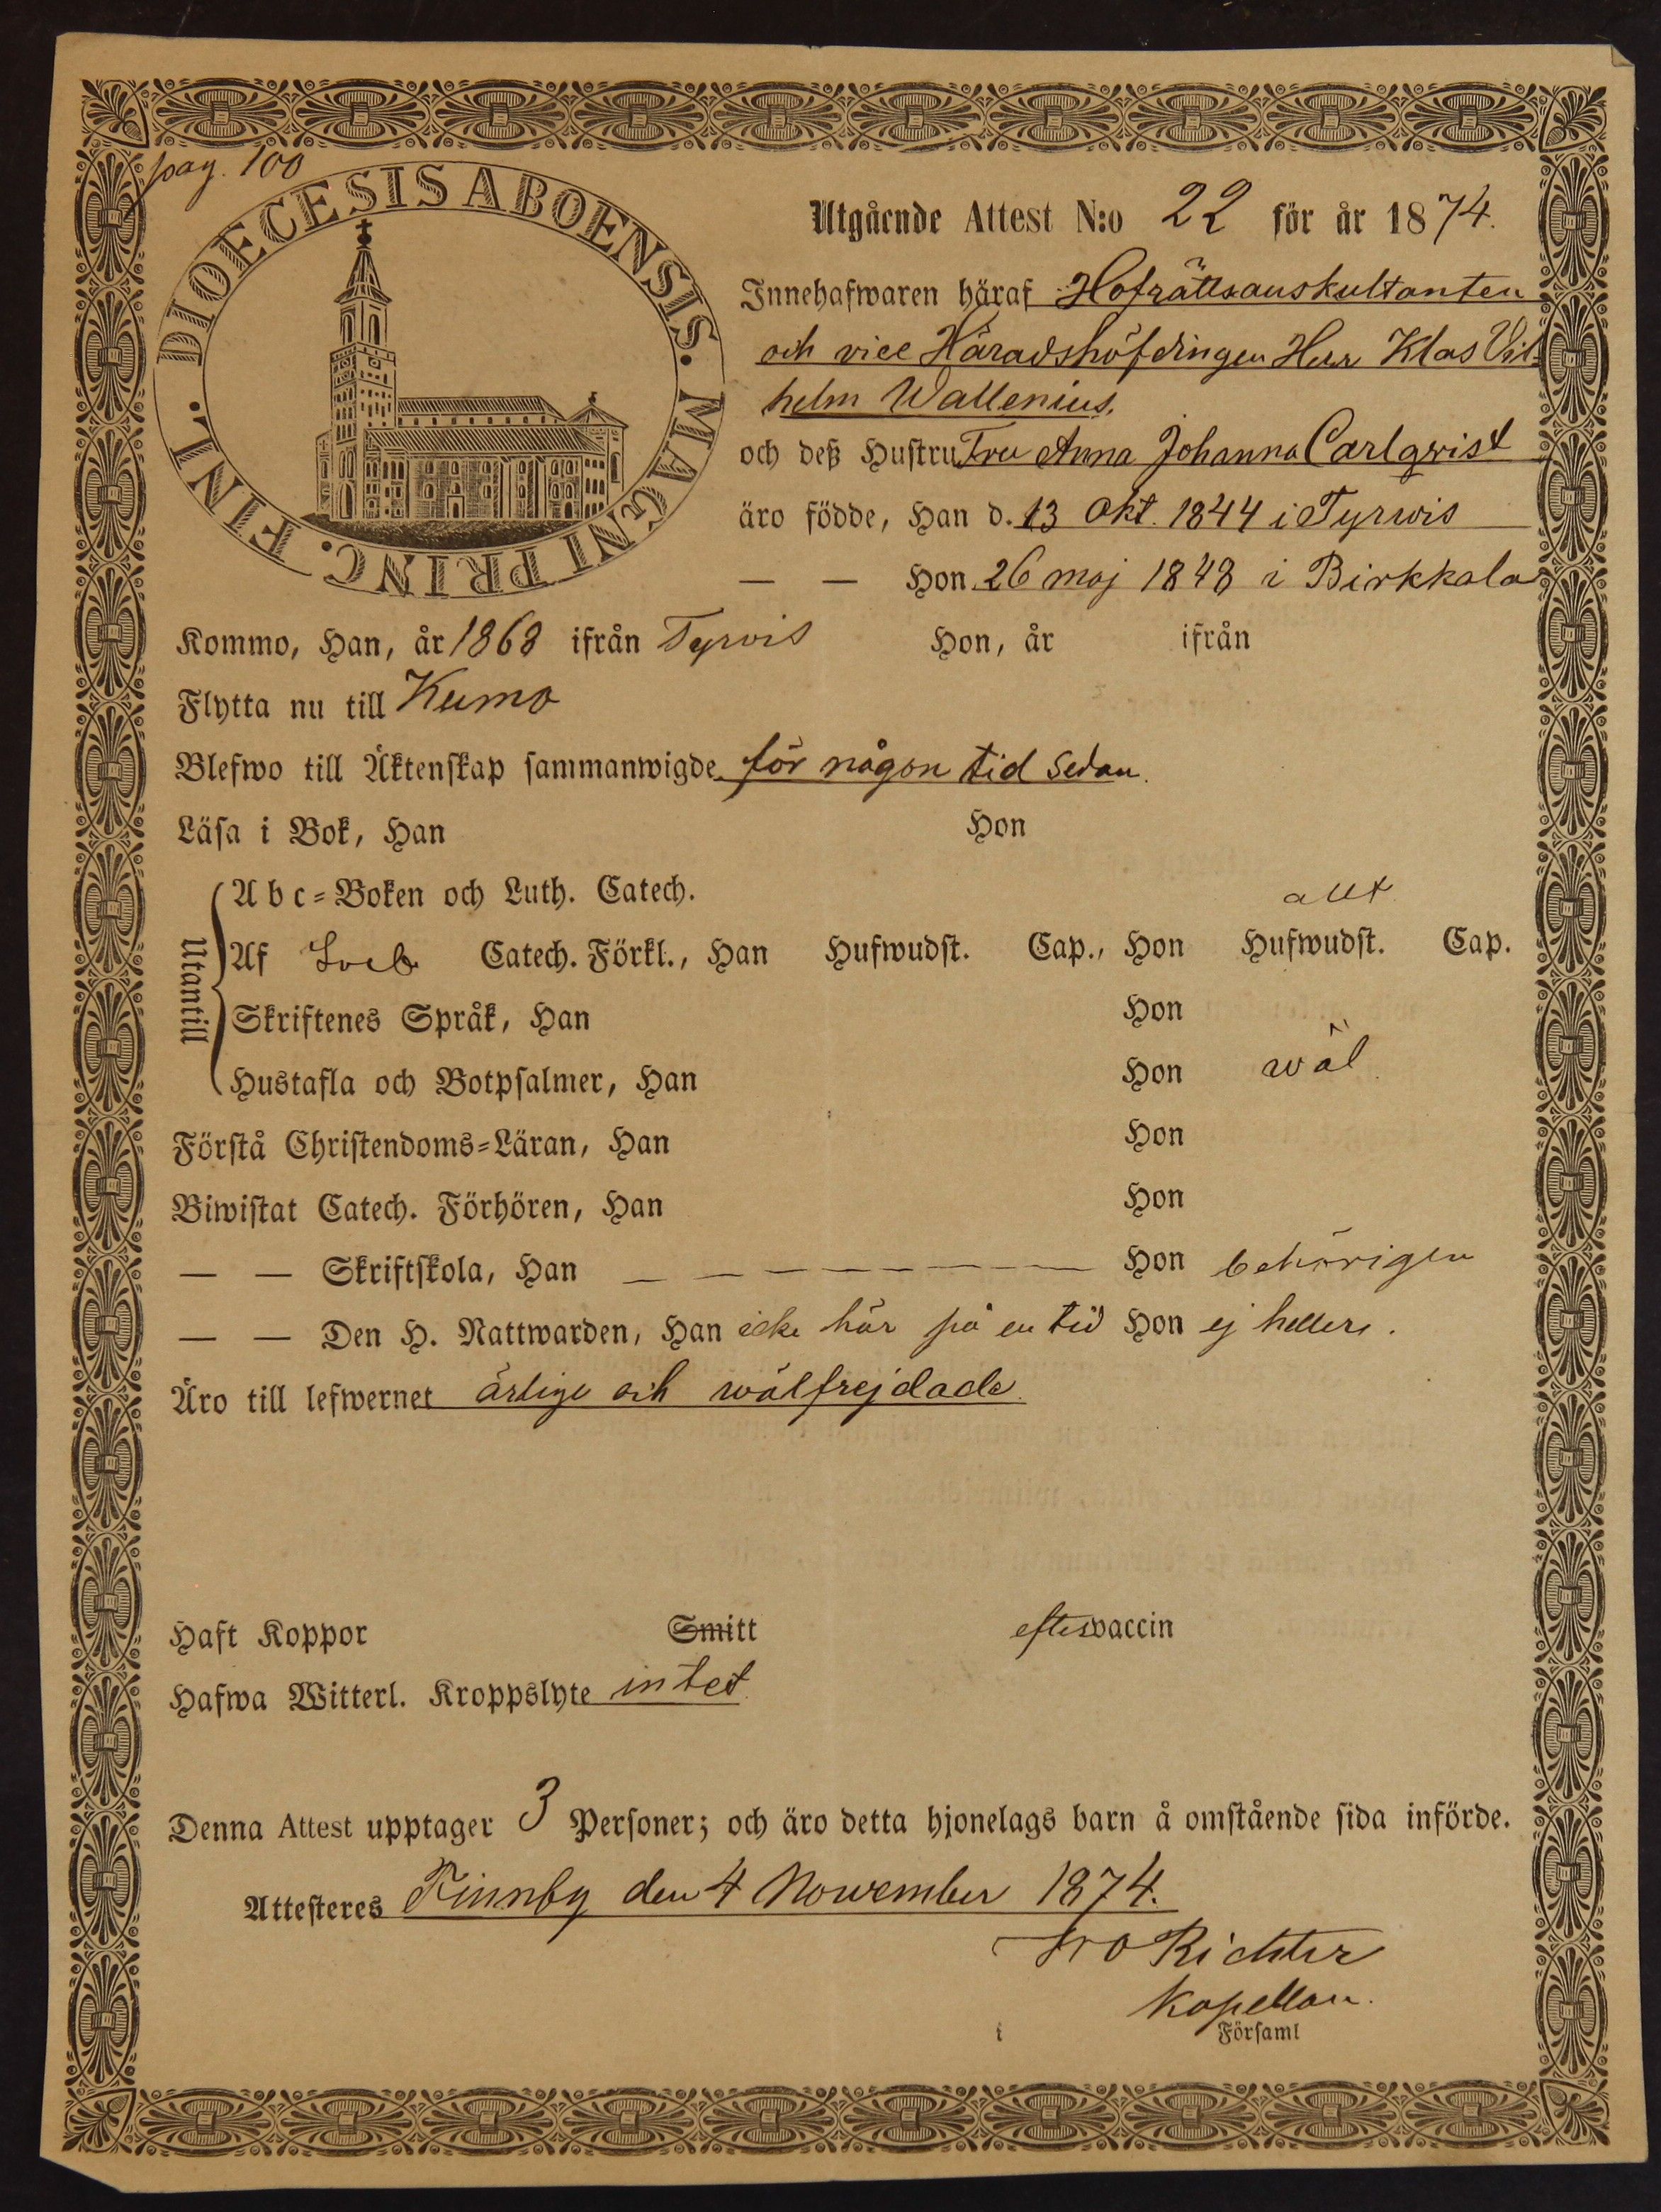 pag. 100
DIOECESIS ABOENSIS. MAGNI PRINC. FINL.
Utgående Attest N:o 22 för år 1874.
Innehafwaren häraf Hofrättsauskultanten
och vice Häradshöfdingen Herr Klas Vil-
helm Wallenius.
och deß Hustru Fru Anna Johanna Carlqwist
äro födde, Han d. 13 Okt. 1844 i Tyrwis
— — Hon 26 maj 1848 i Birkkala
Kommo, Han, år 1868 ifrån Tyrvis Hon, år ifrån
Flytta nu till Kumo
Blefwo till Äktenskap sammanwigde för någon tid sedan.
Läsa i Bok, Han Hon
Utantill
Abc-Boken och Luth. Catech. allt
Af Catech. Förkl., Han Hufwudst. Cap., Hon Hufwudst. Cap.
Skriftenes Språk, Han Hon
Hustafla och Botpsalmer, Han Hon wäl
Förstå Christendoms-Läran, Han Hon
Biwistat Catech. Förhören, Han Hon
— — Skriftskola, Han — — — — — — — — Hon behörigen
— — Den H. Nattwarden, Han icke här på en tid Hon ej hellere.
Äro till lefwernet ärlige och wälfrejdade.
Haft Koppor Smitt efter vaccin
Hafwa Witterl. Kroppslyte intet
Denna Attest upptager 3 Personer; och äro detta hjonelags barn å omstående sida införde.
Attesteres Kiinnby den 4 November 1874.
Richter
Kapellan.
i Församl